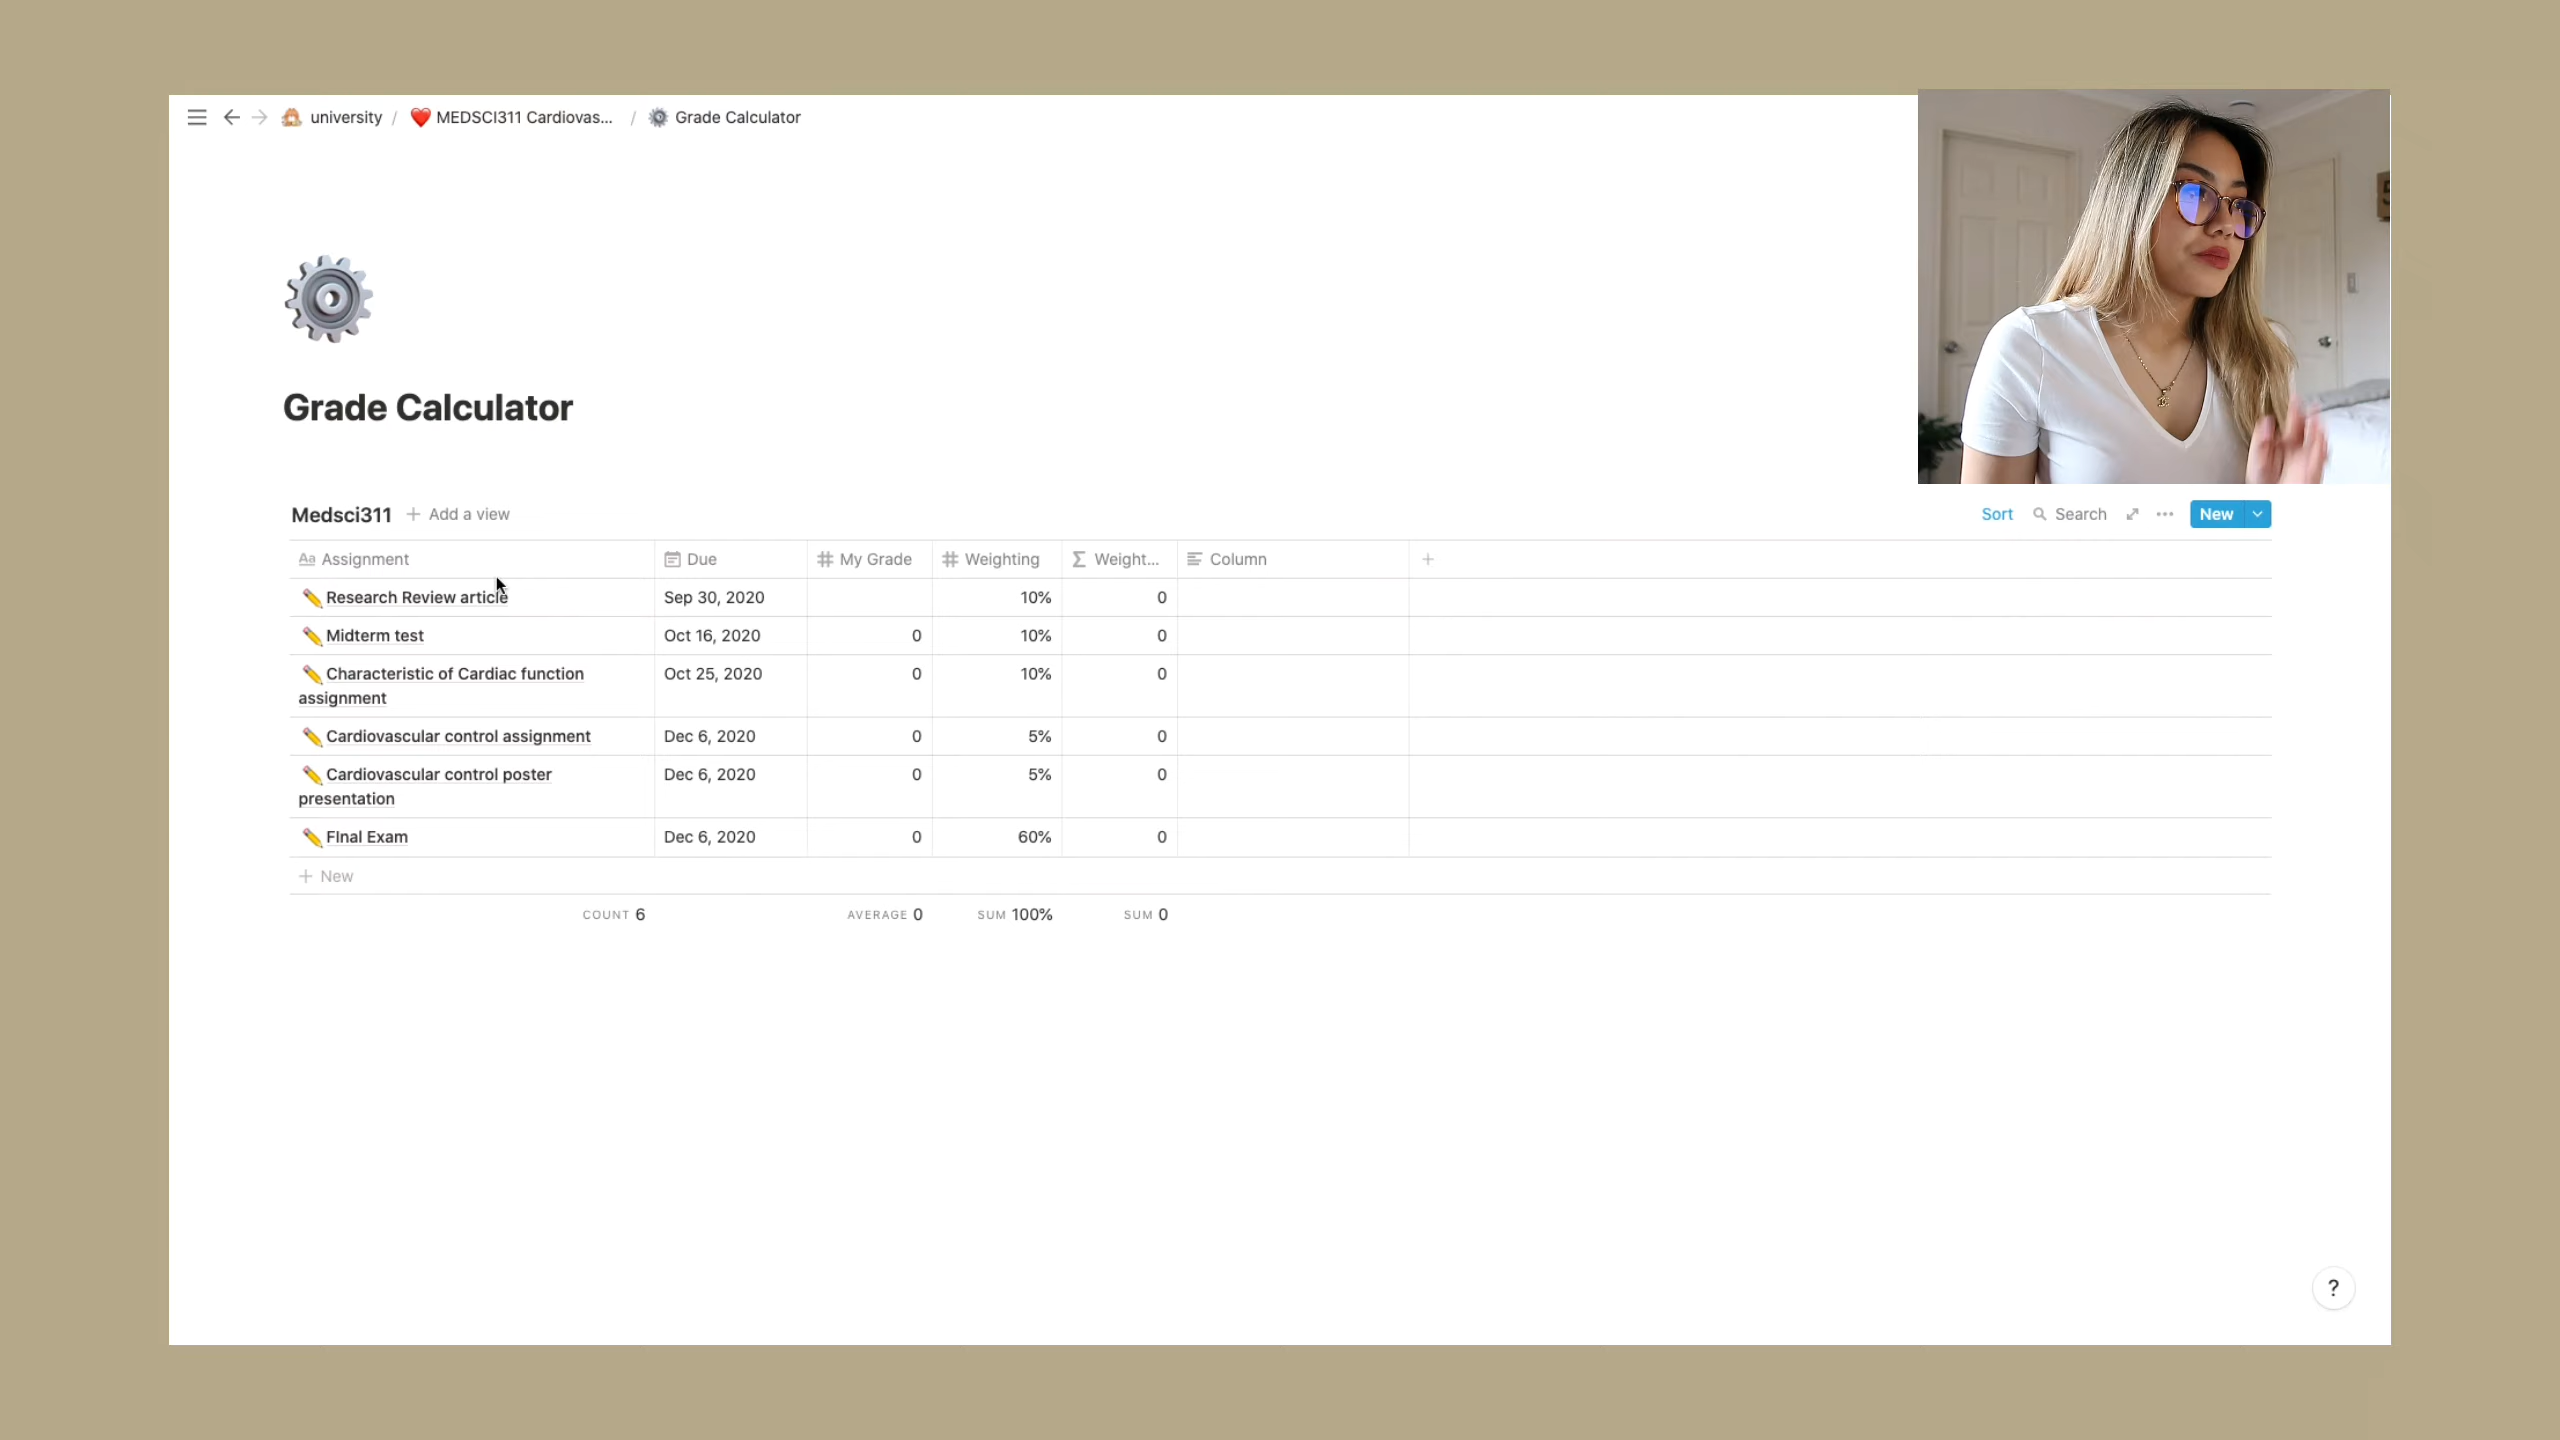 university / MEDSCI311 Cardiovas... / Grade Calculator
Grade Calculator
Medsci311 + Add a view Sort Search ... New
Aa Assignment Due # My Grade # Weighting Σ Weight... Column +
Research Review article Sep 30, 2020 10% 0
Midterm test Oct 16, 2020 0 10% 0
Characteristic of Cardiac function Oct 25, 2020 0 10% 0
assignment
Cardiovascular control assignment Dec 6, 2020 0 5% 0
Cardiovascular control poster Dec 6, 2020 0 5% 0
presentation
FInal Exam Dec 6, 2020 0 60% 0
+ New
COUNT 6 AVERAGE 0 SUM 100% SUM 0
?